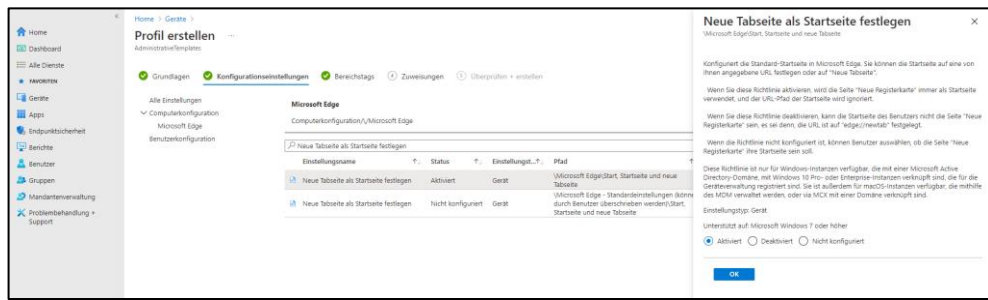 Home
Dashboard
Alle Dienste
FAVORITEN
Geräte
Apps
Endpunktsicherheit
Berichte
Benutzer
Gruppen
Mandantenverwaltung
Problembehandlung +
Support
Home > Geräte >
Profil erstellen ...
AdministrativeTemplates
Grundlagen Konfigurationseinstellungen Bereichstags 4 Zuweisungen 5 Überprüfen + erstellen
Alle Einstellungen
Computerkonfiguration
Microsoft Edge
Benutzerkonfiguration
Microsoft Edge
Computerkonfiguration/\/Microsoft Edge
Neue Tabseite als Startseite festlegen
Einstellungsname Status Einstellungst... Pfad
Neue Tabseite als Startseite festlegen Aktiviert Gerät \Microsoft Edge\Start, Startseite und neue
Tabseite
Neue Tabseite als Startseite festlegen Nicht konfiguriert Gerät \Microsoft Edge - Standardeinstellungen (könne
durch Benutzer überschrieben werden)\Start,
Startseite und neue Tabseite
Neue Tabseite als Startseite festlegen
\Microsoft Edge\Start, Startseite und neue Tabseite
Konfiguriert die Standard-Startseite in Microsoft Edge. Sie können die Startseite auf eine von
Ihnen angegebene URL festlegen oder auf "Neue Tabseite".
Wenn Sie diese Richtlinie aktivieren, wird die Seite "Neue Registerkarte" immer als Startseite
verwendet, und der URL-Pfad der Startseite wird ignoriert.
Wenn Sie diese Richtlinie deaktivieren, kann die Startseite des Benutzers nicht die Seite "Neue
Registerkarte" sein, es sei denn, die URL ist auf "edge://newtab" festgelegt.
Wenn die Richtlinie nicht konfiguriert ist, können Benutzer auswählen, ob die Seite "Neue
Registerkarte" ihre Startseite sein soll.
Diese Richtlinie ist nur für Windows-Instanzen verfügbar, die mit einer Microsoft Active
Directory-Domäne, mit Windows 10 Pro- oder Enterprise-Instanzen verknüpft sind, die für die
Geräteverwaltung registriert sind. Sie ist außerdem für macOS-Instanzen verfügbar, die mithilfe
des MDM verwaltet werden, oder via MCX mit einer Domäne verknüpft sind.
Einstellungstyp: Gerät
Unterstützt auf: Microsoft Windows 7 oder höher
Aktiviert Deaktiviert Nicht konfiguriert
OK